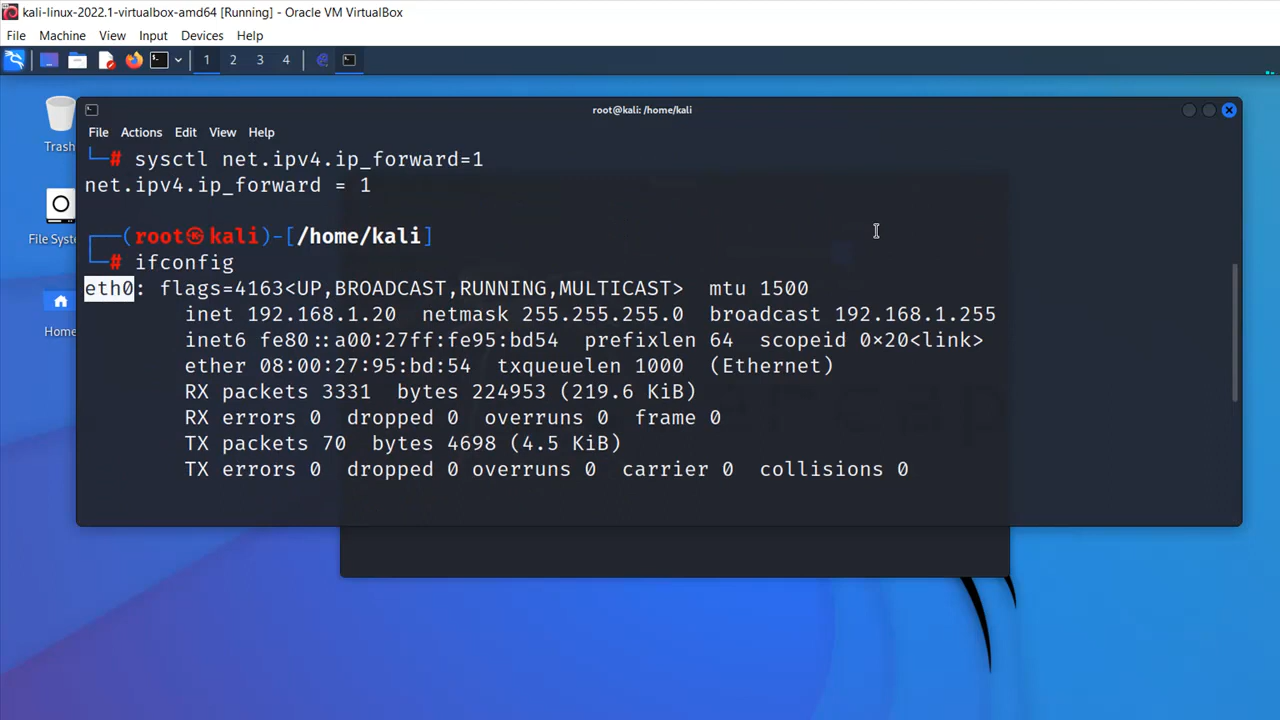 kali-linux-2022.1-virtualbox-amd64 [Running] - Oracle VM VirtualBox
File Machine View Input Devices Help
1 2 3 4
root@kali: /home/kali
File Actions Edit View Help
Trash
└─# sysctl net.ipv4.ip_forward=1
net.ipv4.ip_forward = 1
File Syste
┌──(root㉿kali)-[/home/kali]
└─# ifconfig
eth0: flags=4163<UP,BROADCAST,RUNNING,MULTICAST> mtu 1500
inet 192.168.1.20 netmask 255.255.255.0 broadcast 192.168.1.255
Home
inet6 fe80::a00:27ff:fe95:bd54 prefixlen 64 scopeid 0×20<link>
ether 08:00:27:95:bd:54 txqueuelen 1000 (Ethernet)
RX packets 3331 bytes 224953 (219.6 KiB)
RX errors 0 dropped 0 overruns 0 frame 0
TX packets 70 bytes 4698 (4.5 KiB)
TX errors 0 dropped 0 overruns 0 carrier 0 collisions 0